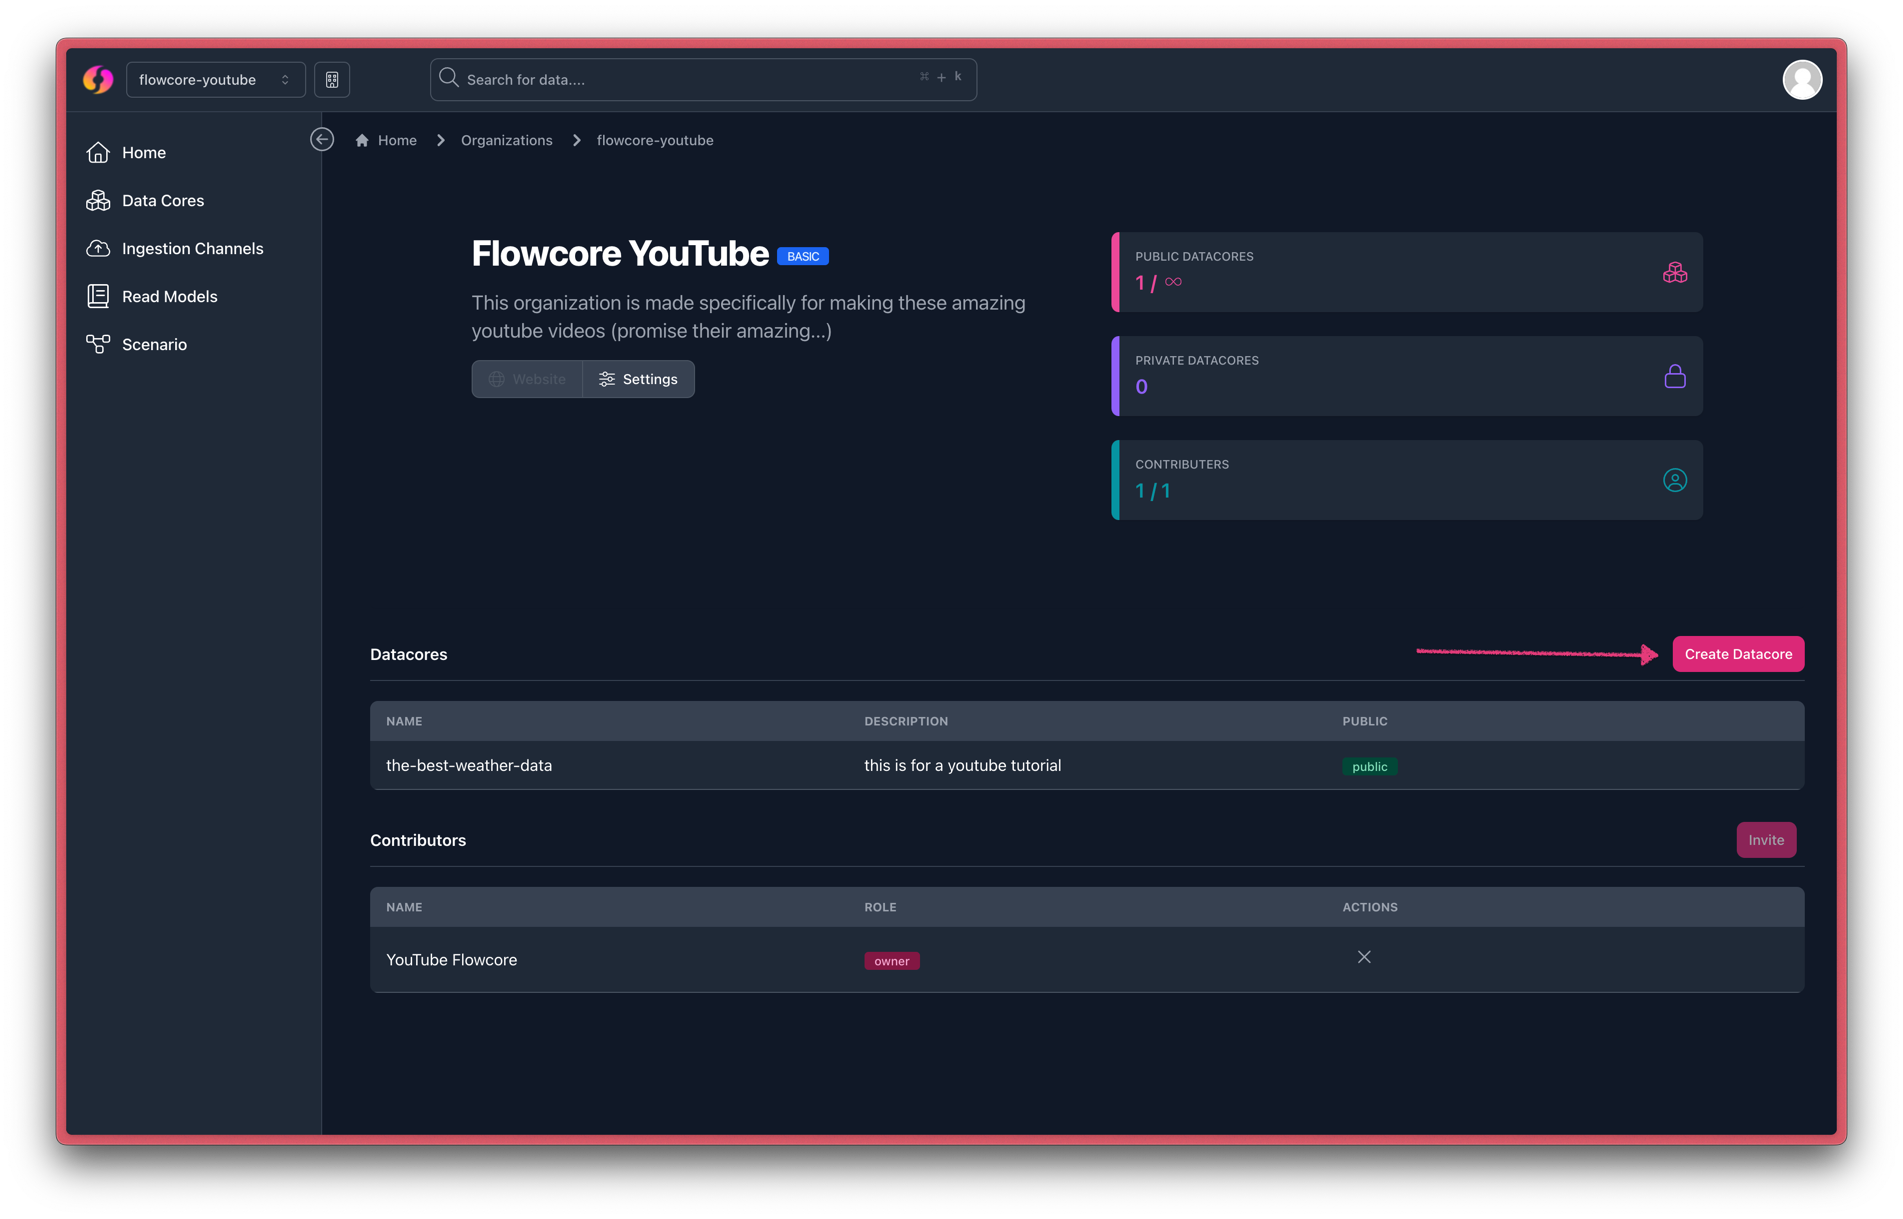 flowcore-youtube
Search for data....
⌘ + k
Home
Data Cores
Ingestion Channels
Read Models
Scenario
Home
Organizations
flowcore-youtube
Flowcore YouTube
BASIC
This organization is made specifically for making these amazing
youtube videos (promise their amazing...)
Website
Settings
PUBLIC DATACORES
1 / ∞
PRIVATE DATACORES
0
CONTRIBUTERS
1 / 1
Datacores
Create Datacore
NAME DESCRIPTION PUBLIC
the-best-weather-data this is for a youtube tutorial public
Contributors
Invite
NAME ROLE ACTIONS
YouTube Flowcore owner